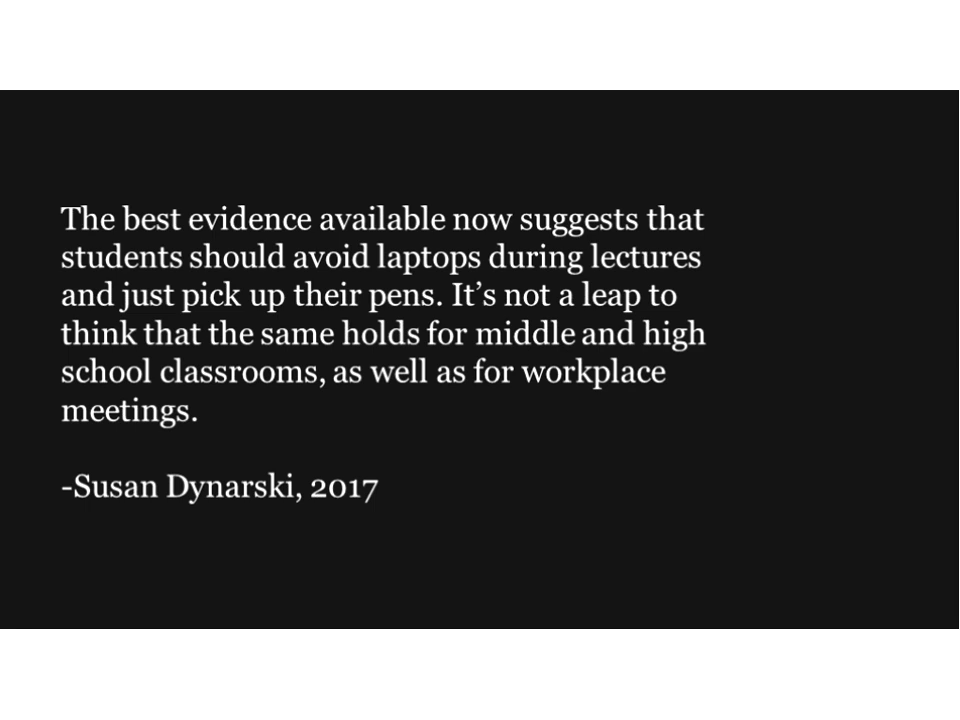 The best evidence available now suggests that
students should avoid laptops during lectures
and just pick up their pens. It’s not a leap to
think that the same holds for middle and high
school classrooms, as well as for workplace
meetings.
-Susan Dynarski, 2017